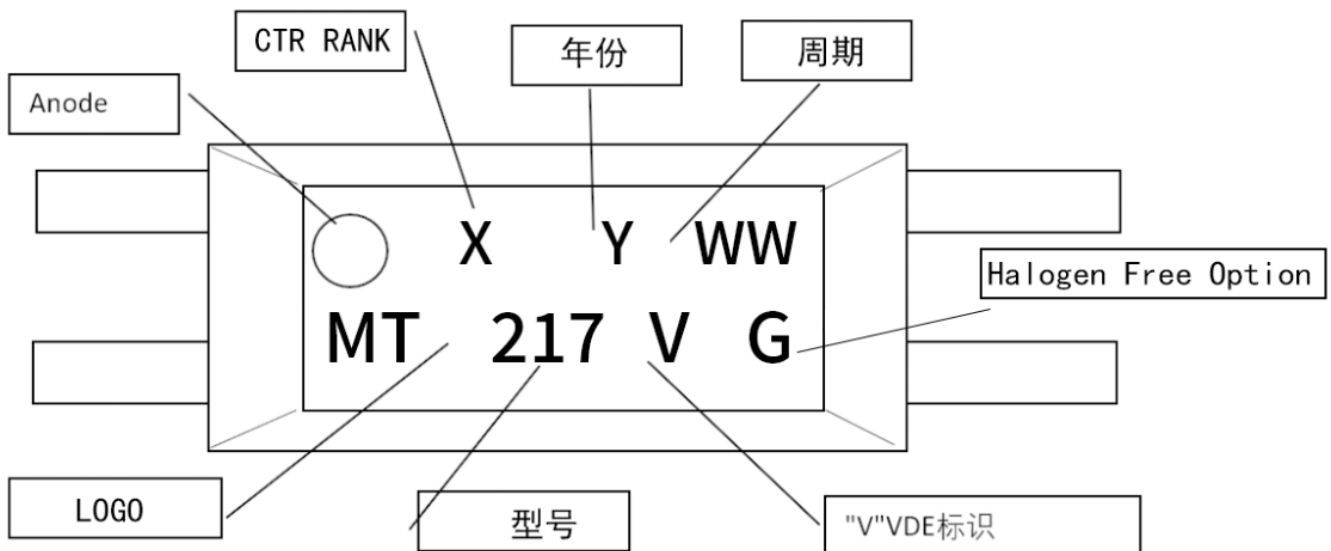 CTR RANK
年份
周期
Anode
X Y WW
Halogen Free Option
MT 217 V G
LOGO
型号
"V"VDE标识